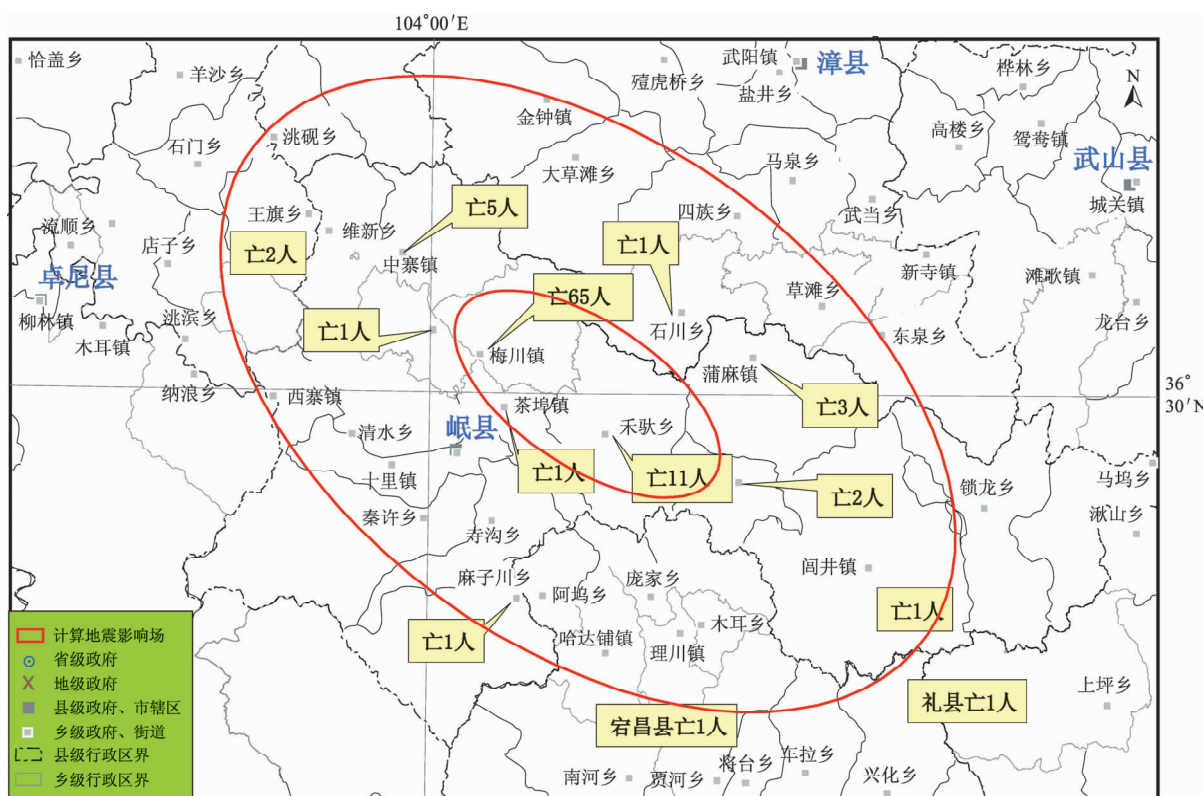 104°00′E
恰盖乡
羊沙乡
殪虎桥乡
武阳镇
漳县
盐井乡
桦林乡
N
金钟镇
洮砚乡
石门乡
高楼乡
鸳鸯镇
大草滩乡
马泉乡
武山县
城关镇
流顺乡
店子乡
王旗乡
维新乡
亡5人
四族乡
武当乡
亡2人
中寨镇
亡1人
新寺镇
滩歌镇
卓尼县
柳林镇
木耳镇
洮滨乡
亡65人
草滩乡
龙台乡
亡1人
石川乡
东泉乡
梅川镇
蒲麻镇
纳浪乡
西寨镇
36°
30′N
茶埠镇
亡3人
清水乡
岷县
禾驮乡
十里镇
亡1人
亡11人
亡2人
锁龙乡
马坞乡
秦许乡
寺沟乡
湫山乡
麻子川乡
阿坞乡
庞家乡
闾井镇
亡1人
亡1人
哈达铺镇
木耳乡
理川镇
计算地震影响场
省级政府
地级政府
县级政府、市辖区
乡级政府、街道
县级行政区界
乡级行政区界
宕昌县亡1人
礼县亡1人
上坪乡
南河乡
贾河乡
将台乡
车拉乡
兴化乡